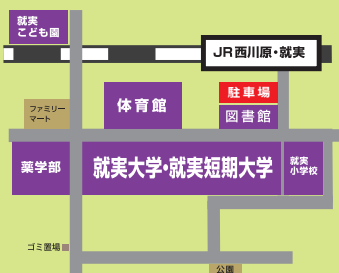 就実
こども園
JR西川原・就実
ファミリー
マート
体育館
駐車場
図書館
薬学部
就実大学・就実短期大学
就実
小学校
ゴミ置場
公園